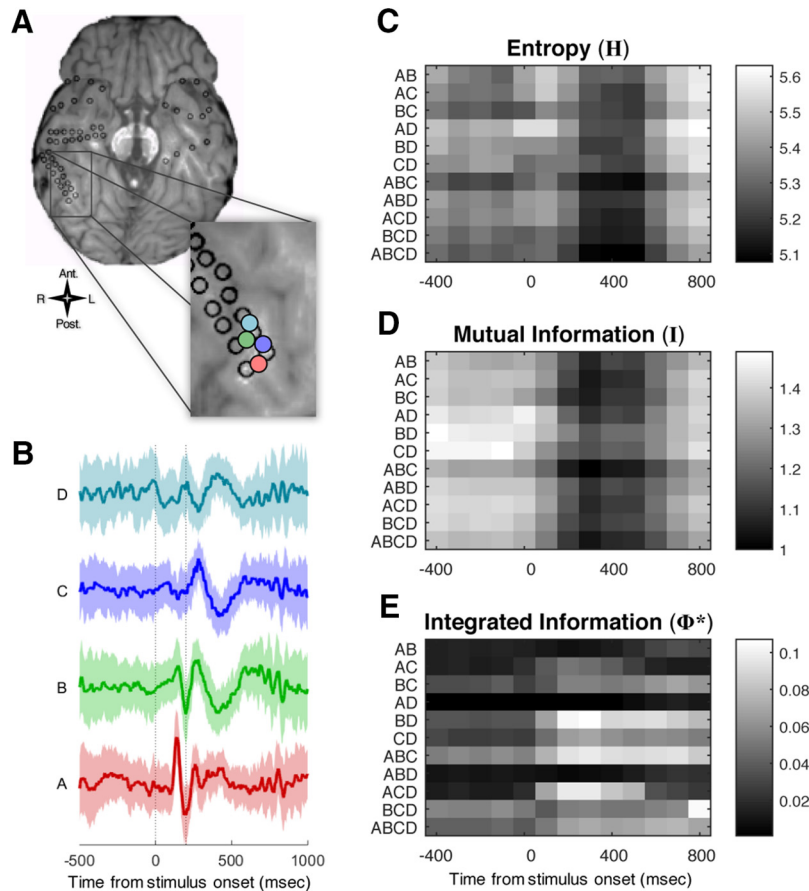 A
Ant.
R L
Post.
B
D
C
B
A
-500 0 500 1000
Time from stimulus onset (msec)
C
Entropy (H)
AB
AC
BC
AD
BD
CD
ABC
ABD
ACD
BCD
ABCD
-400 0 400 800
5.6
5.5
5.4
5.3
5.2
5.1
D
Mutual Information (I)
AB
AC
BC
AD
BD
CD
ABC
ABD
ACD
BCD
ABCD
-400 0 400 800
1.4
1.3
1.2
1.1
1
E
Integrated Information (Φ*)
AB
AC
BC
AD
BD
CD
ABC
ABD
ACD
BCD
ABCD
-400 0 400 800
Time from stimulus onset (msec)
0.1
0.08
0.06
0.04
0.02